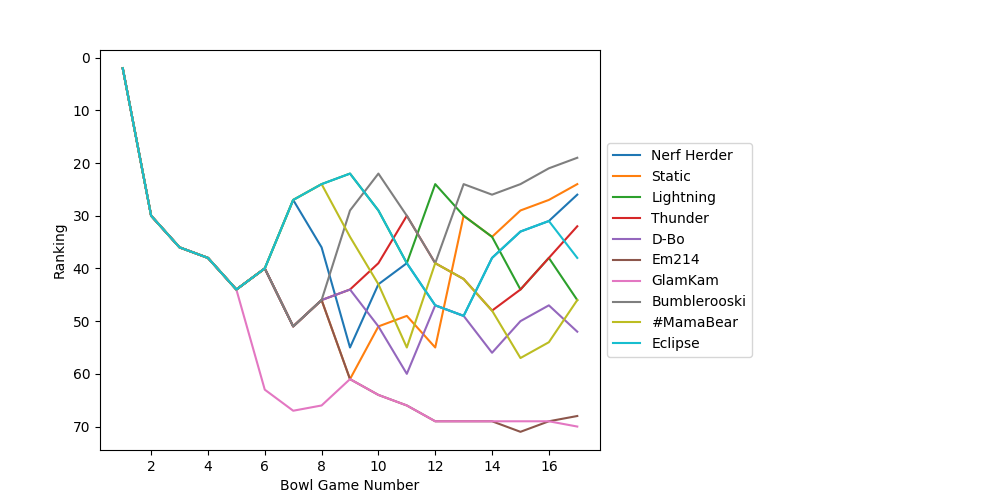 0
10
20
30
40
50
60
70
Ranking
2 4 6 8 10 12 14 16
Bowl Game Number
Nerf Herder
Static
Lightning
Thunder
D-Bo
Em214
GlamKam
Bumblerooski
#MamaBear
Eclipse